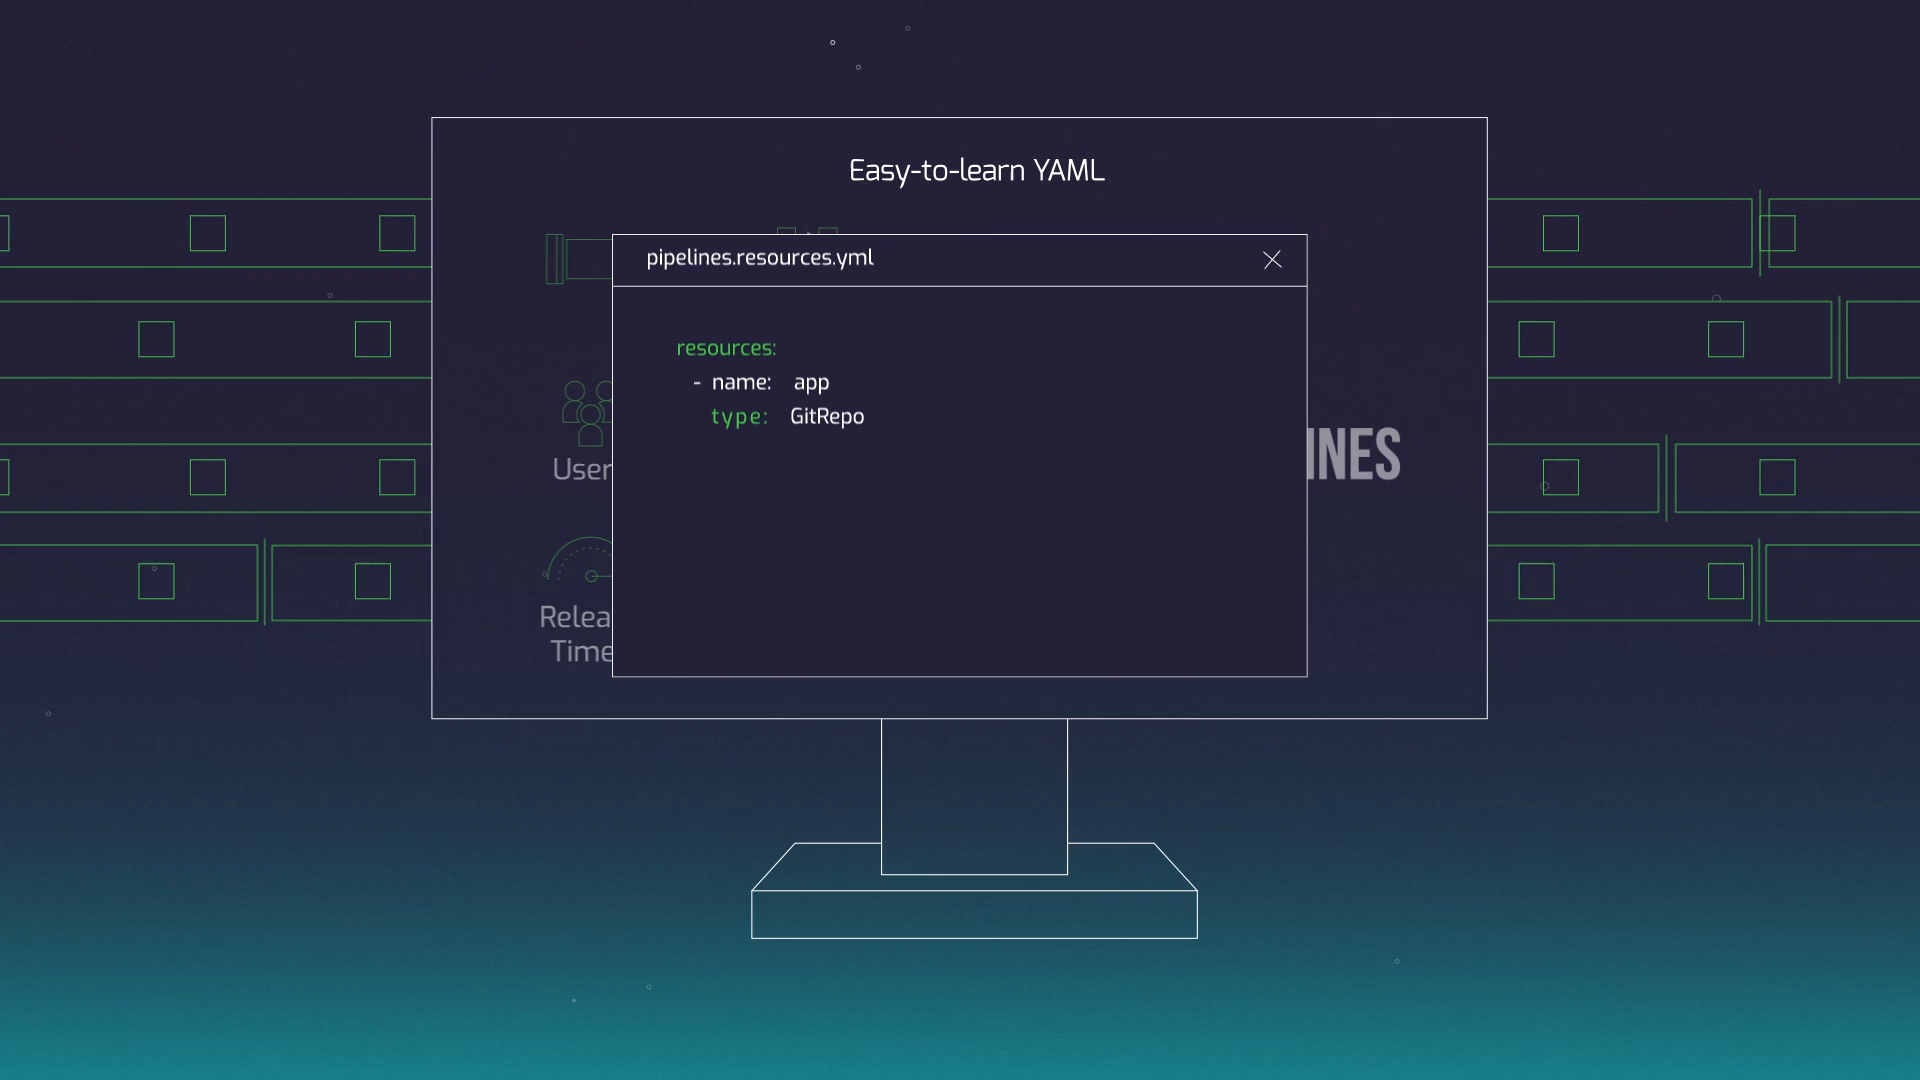 Easy-to-learn YAML
pipelines.resources.yml
resources:
- name: app
type: GitRepo
User
INES
Relea
Time